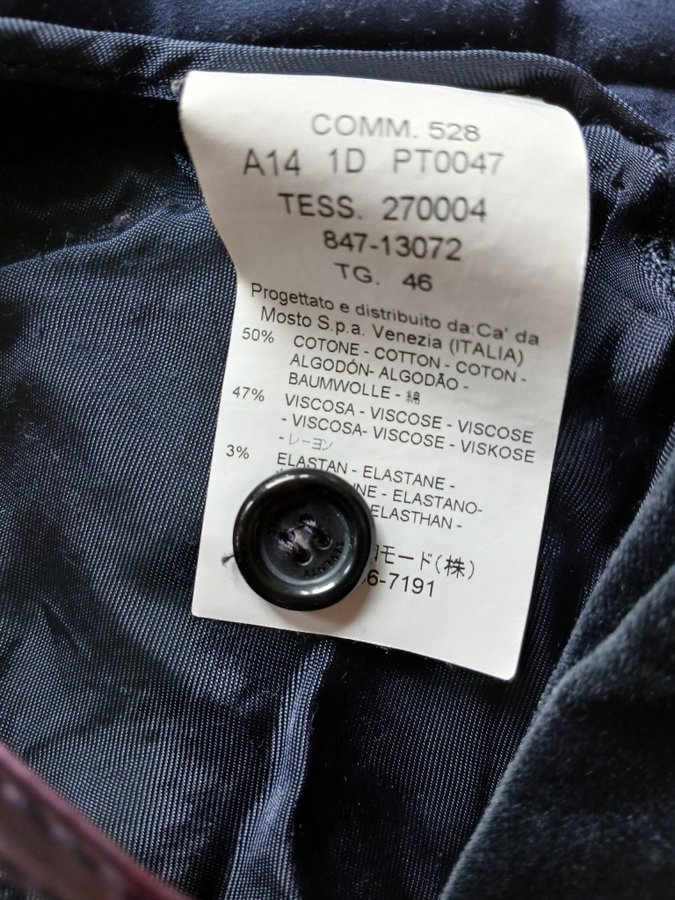 COMM. 528
A14 1D PT0047
TESS. 270004
847-13072
TG. 46
Progettato e distribuito da:Ca' da
Mosto S.p.a. Venezia (ITALIA)
50% COTONE - COTTON - COTON -
ALGODÓN- ALGODÃO -
BAUMWOLLE - 綿
47% VISCOSA - VISCOSE - VISCOSE
- VISCOSA- VISCOSE - VISKOSE
- レーヨン
3% ELASTAN - ELASTANE -
- ELASTANO-
ELASTHAN -
モード(株)
6-7191